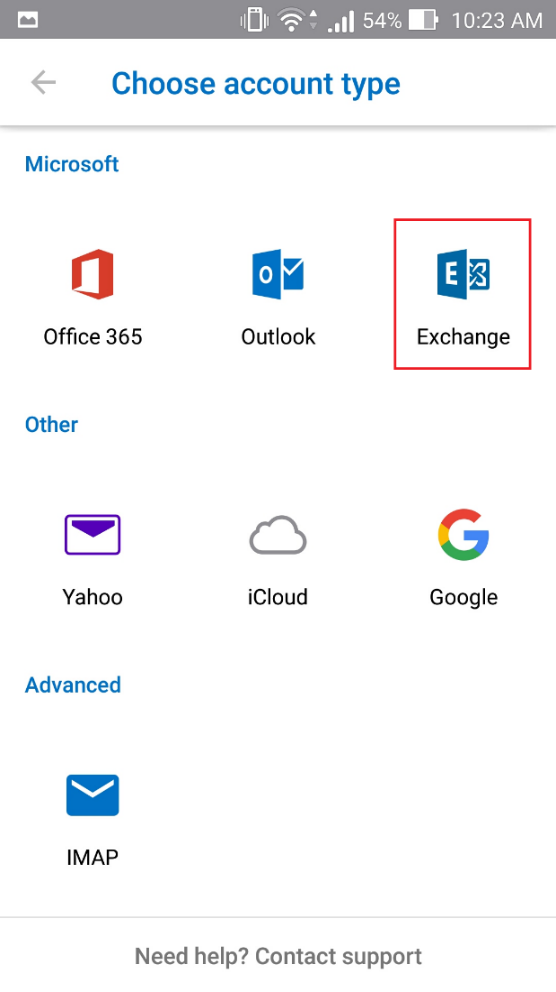 54% 10:23 AM
Choose account type
Microsoft
Office 365 Outlook Exchange
Other
Yahoo iCloud Google
Advanced
IMAP
Need help? Contact support